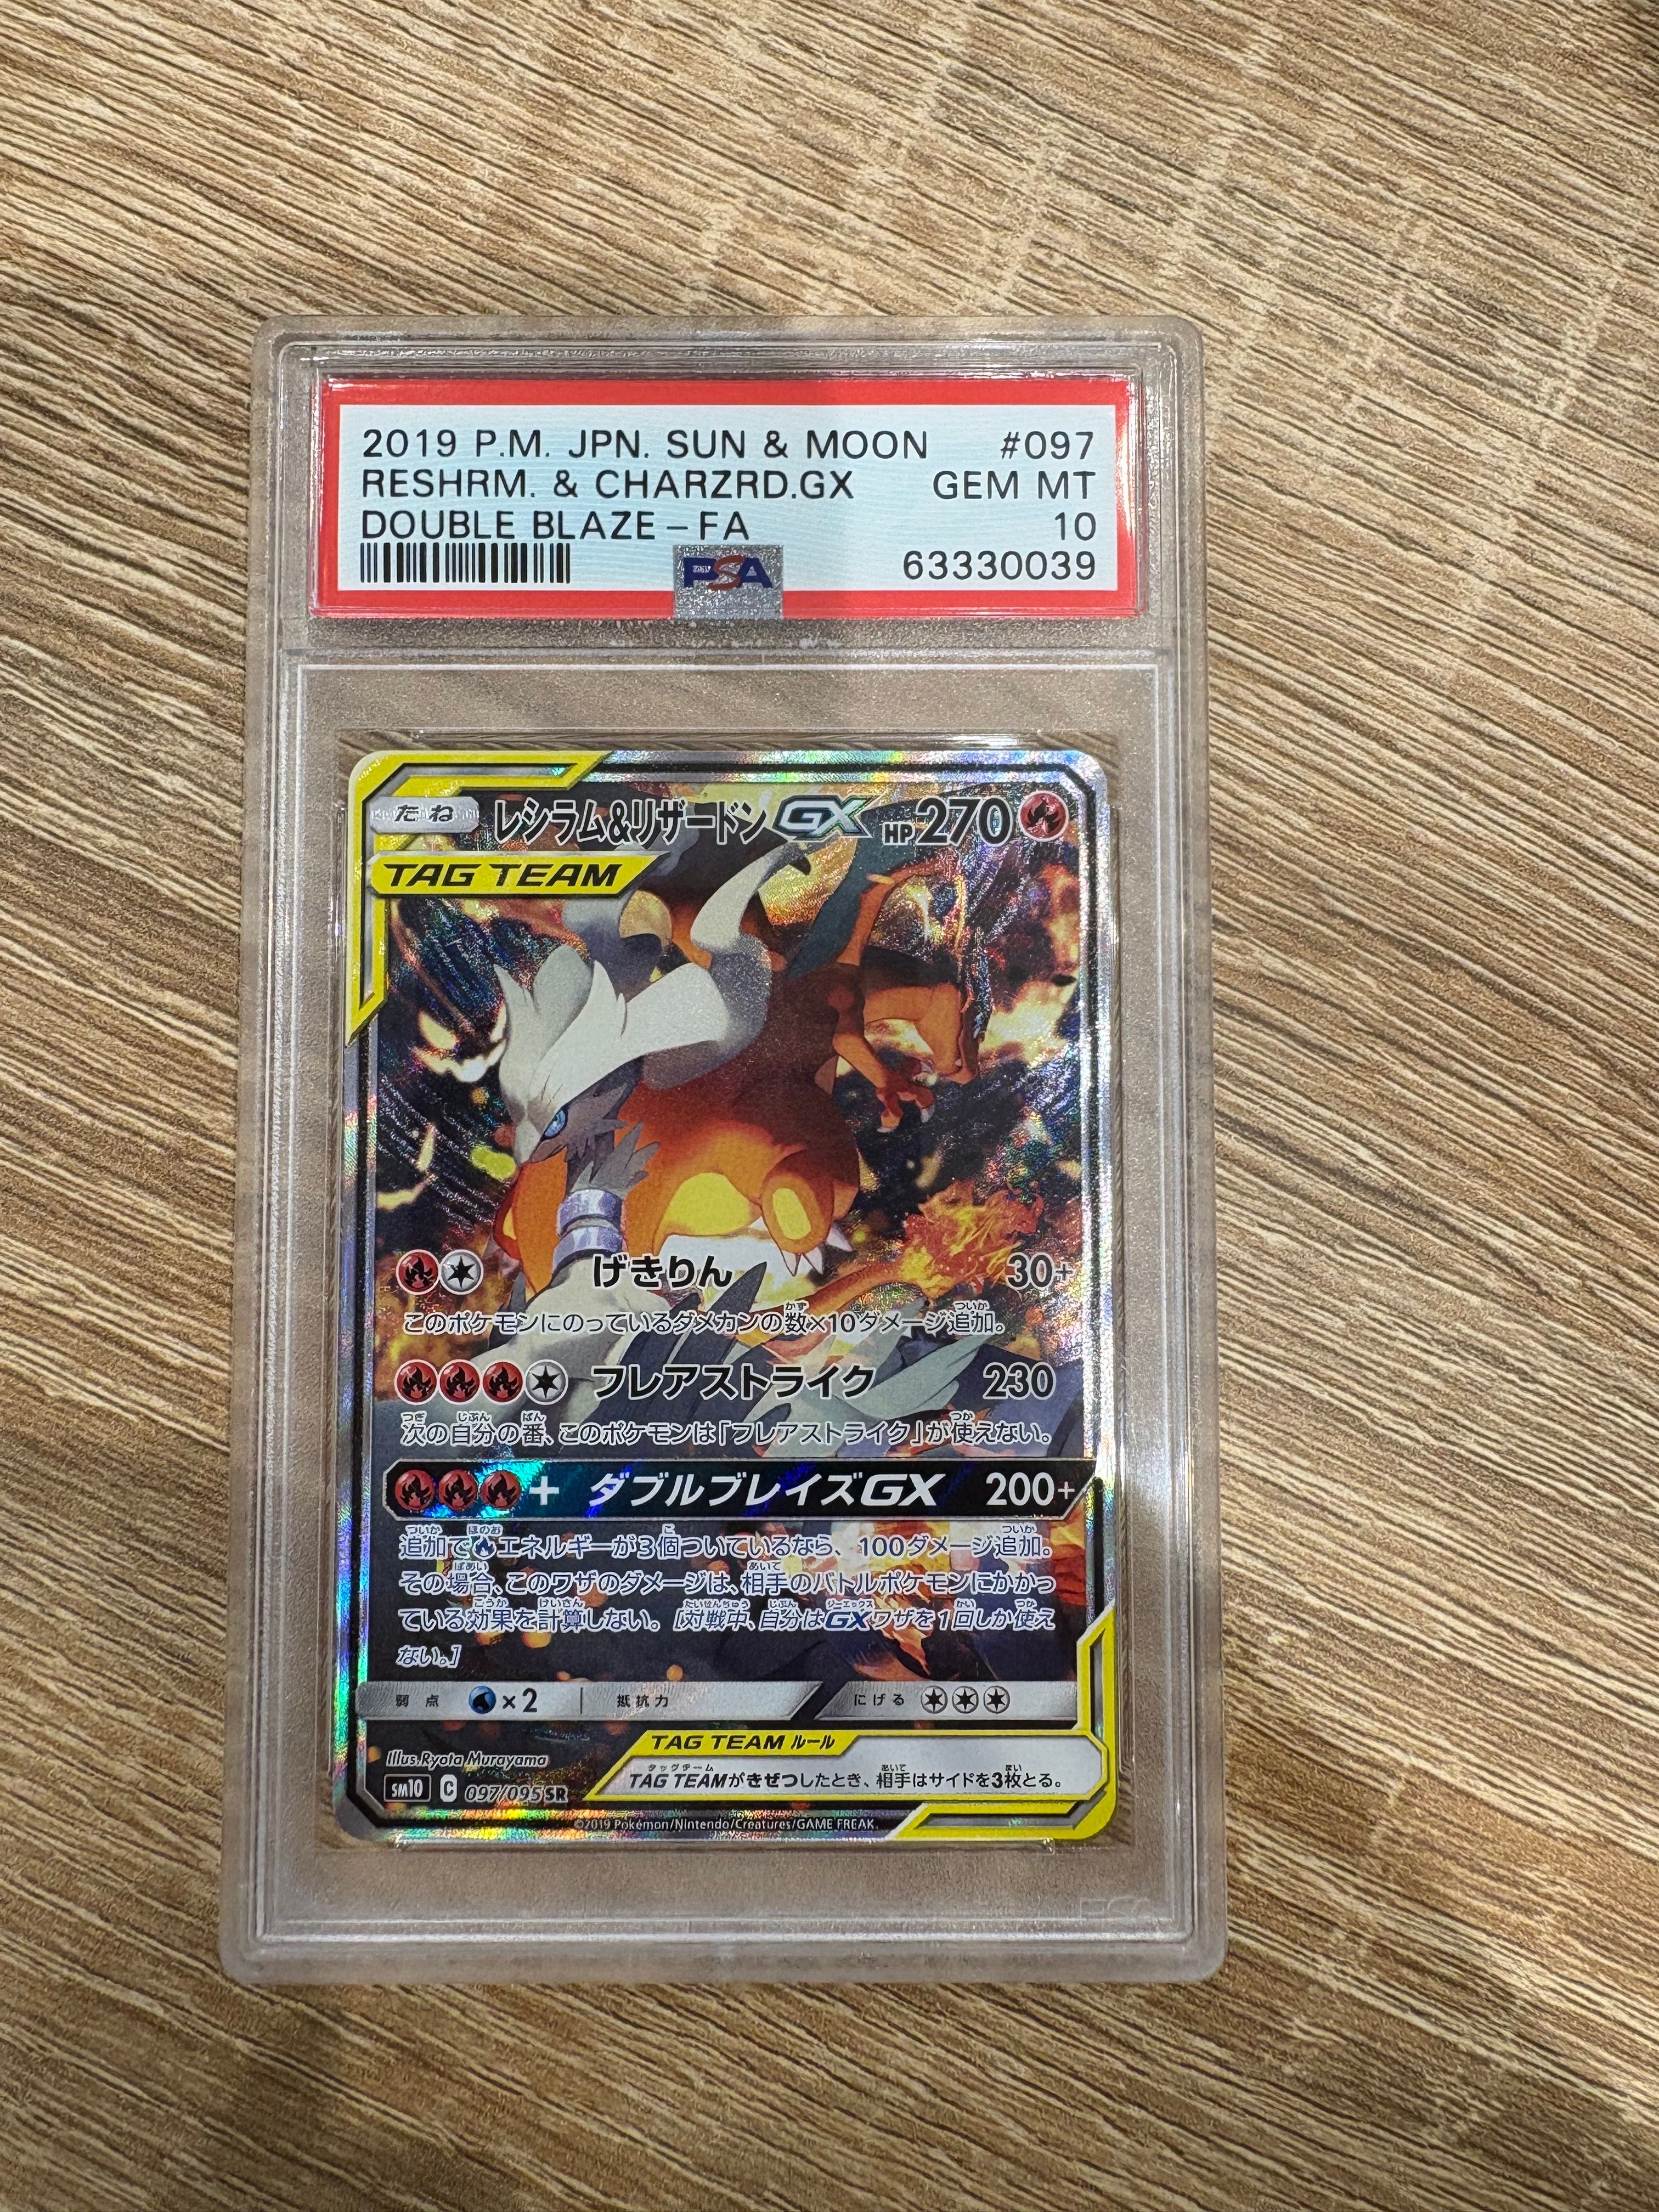 2019 P.M. JPN. SUN & MOON #097
RESHRM. & CHARZRD.GX GEM MT
DOUBLE BLAZE - FA 10
63330039
PSA
たね レシラム&リザードンGX HP270
TAG TEAM
げきりん 30+
このポケモンにのっているダメカンの数×10ダメージ追加。
フレアストライク 230
次の自分の番、このポケモンは「フレアストライク」が使えない。
+ ダブルブレイズGX 200+
追加でエネルギーが3個ついているなら、100ダメージ追加。
その場合、このワザのダメージは、相手のバトルポケモンにかかっ
ている効果を計算しない。[対戦中、自分はGXワザを1回しか使え
ない。]
弱点 ×2 抵抗力 にげる
TAG TEAM ルール
Illus.Ryota Murayama
TAG TEAMがきぜつしたとき、相手はサイドを3枚とる。
SM10 C 097/095 SR
©2019 Pokémon/Nintendo/Creatures/GAME FREAK.